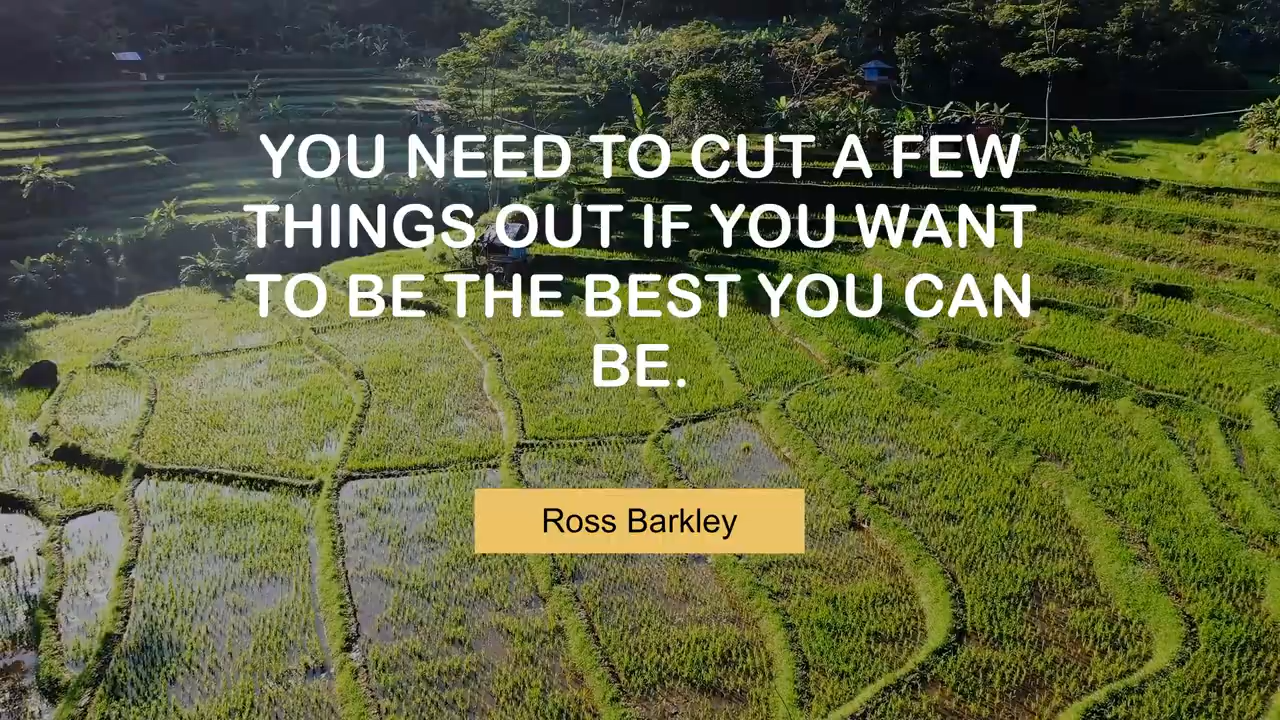 YOU NEED TO CUT A FEW
THINGS OUT IF YOU WANT
TO BE THE BEST YOU CAN
BE.
Ross Barkley